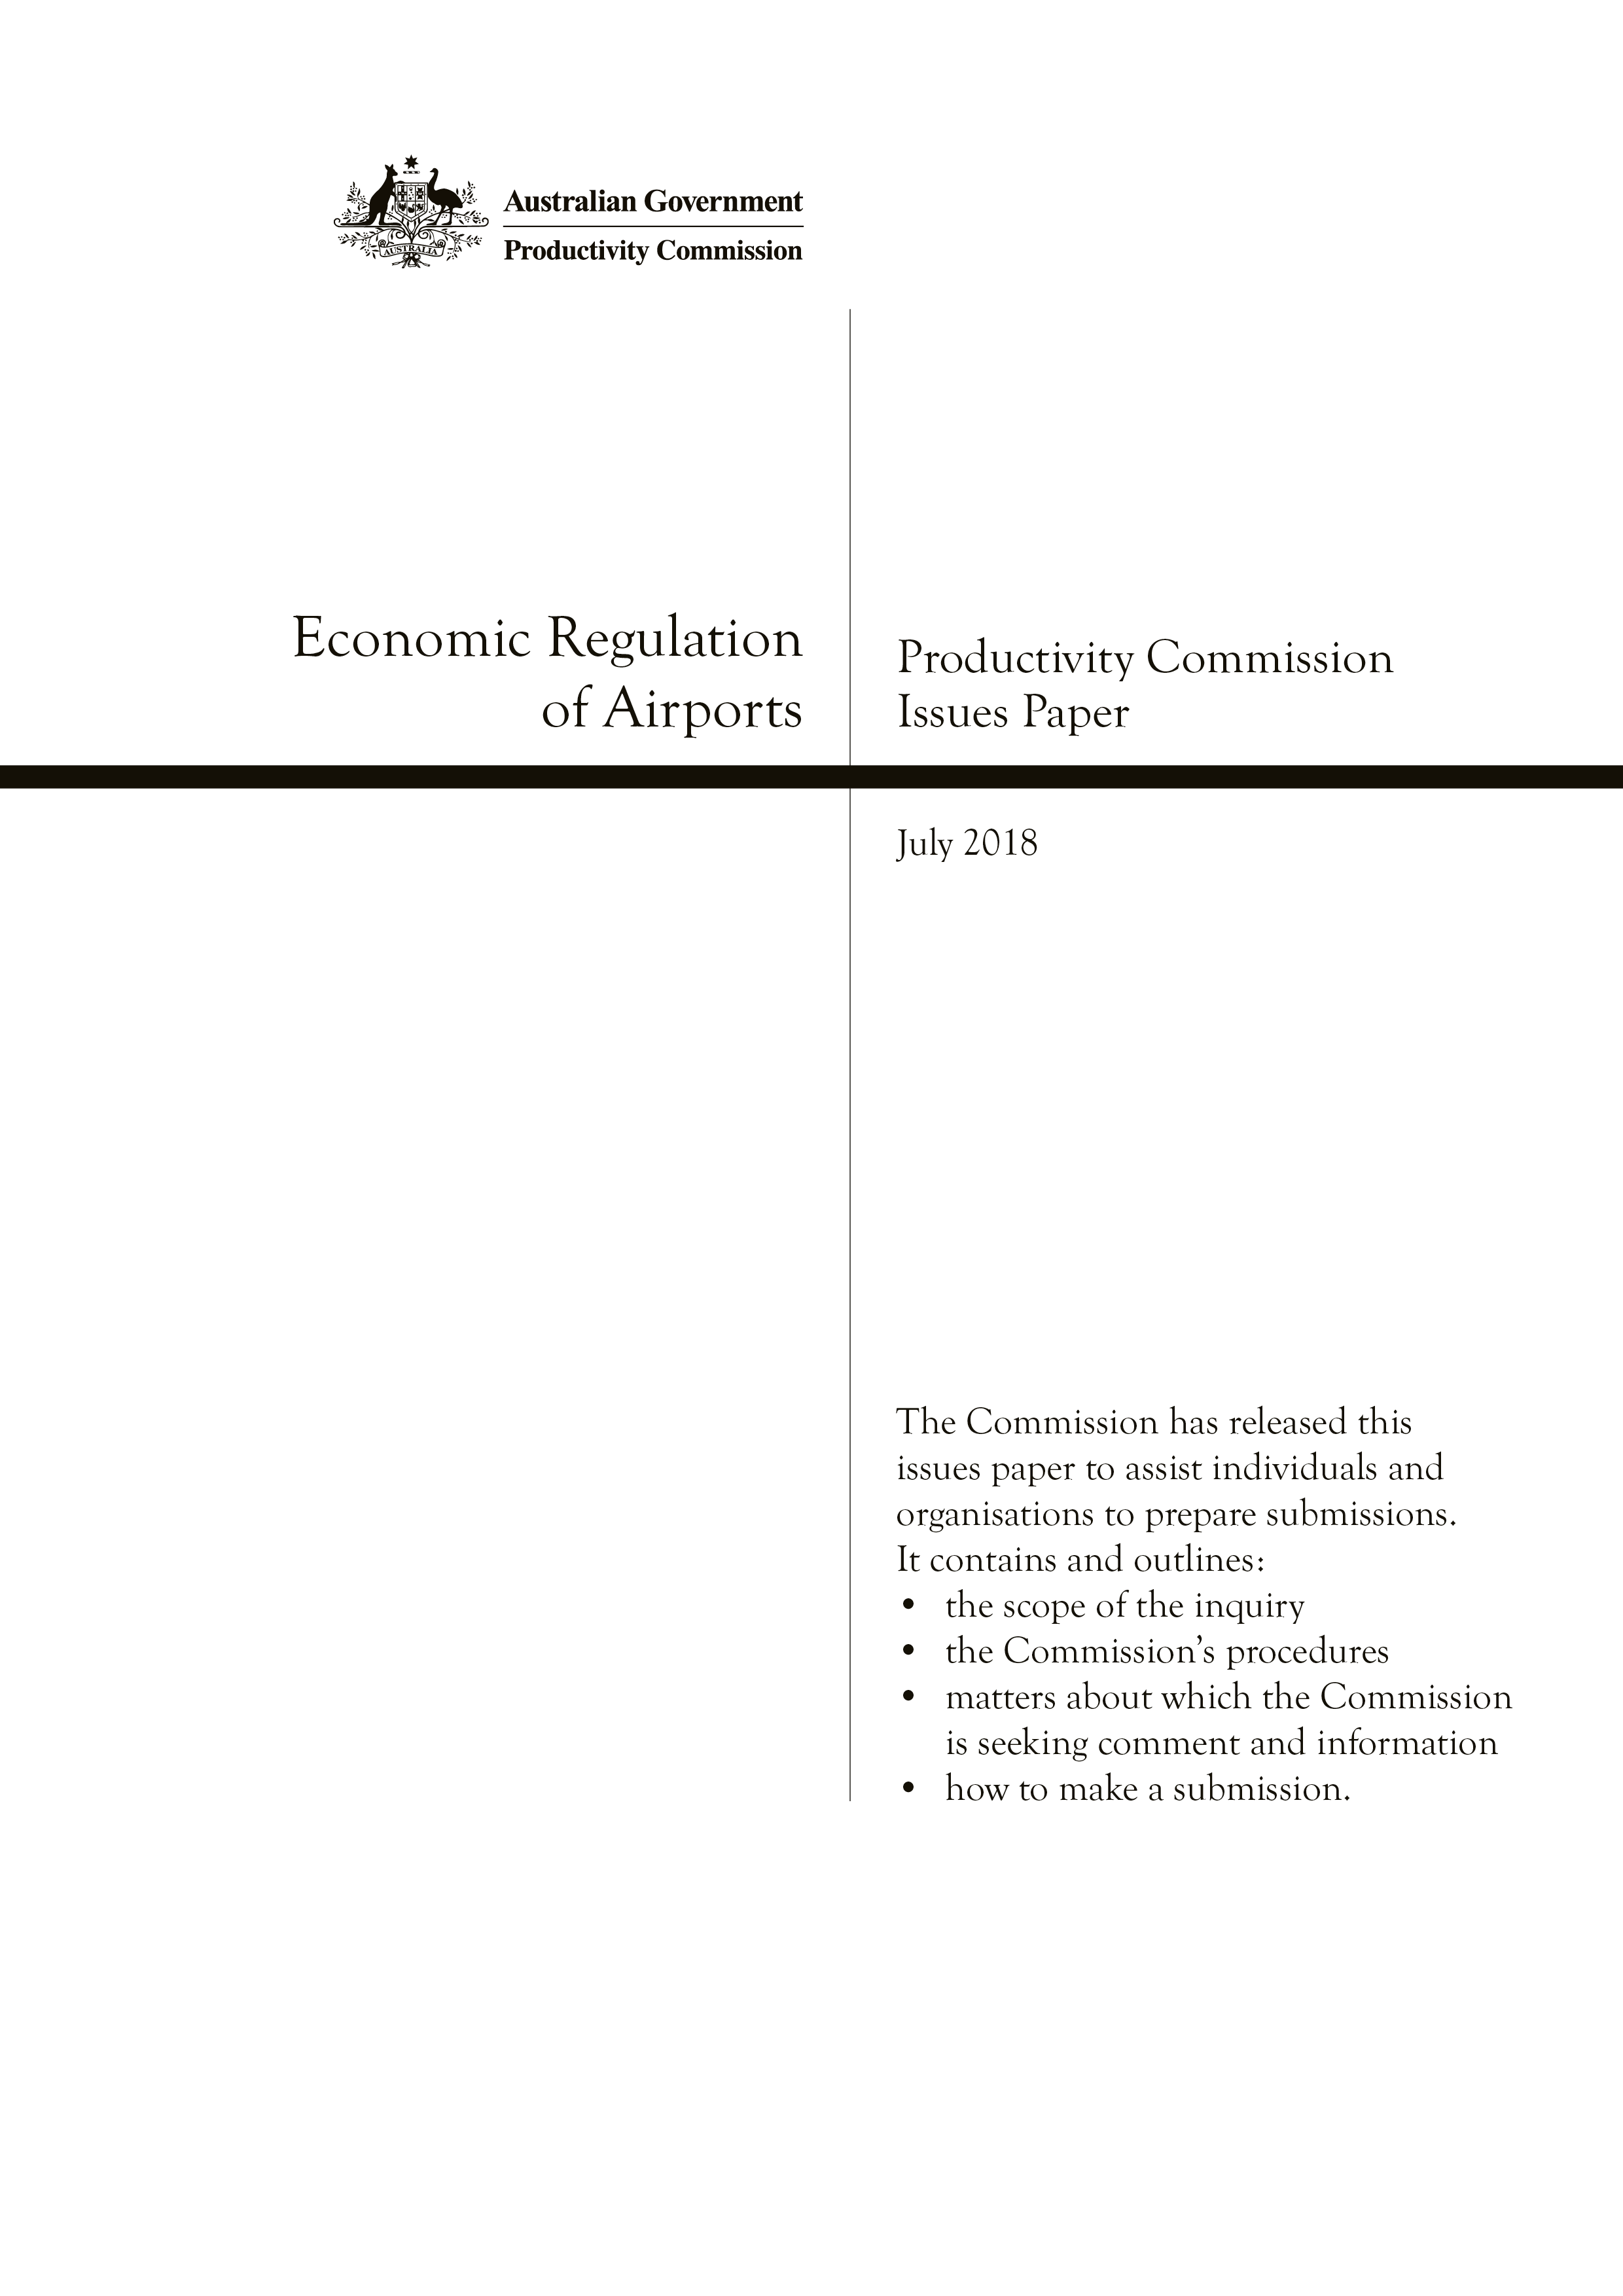 AUSTRALIA
Australian Government
Productivity Commission
Economic Regulation
of Airports
Productivity Commission
Issues Paper
July 2018
The Commission has released this
issues paper to assist individuals and
organisations to prepare submissions.
It contains and outlines:
• the scope of the inquiry
• the Commission’s procedures
• matters about which the Commission
is seeking comment and information
• how to make a submission.